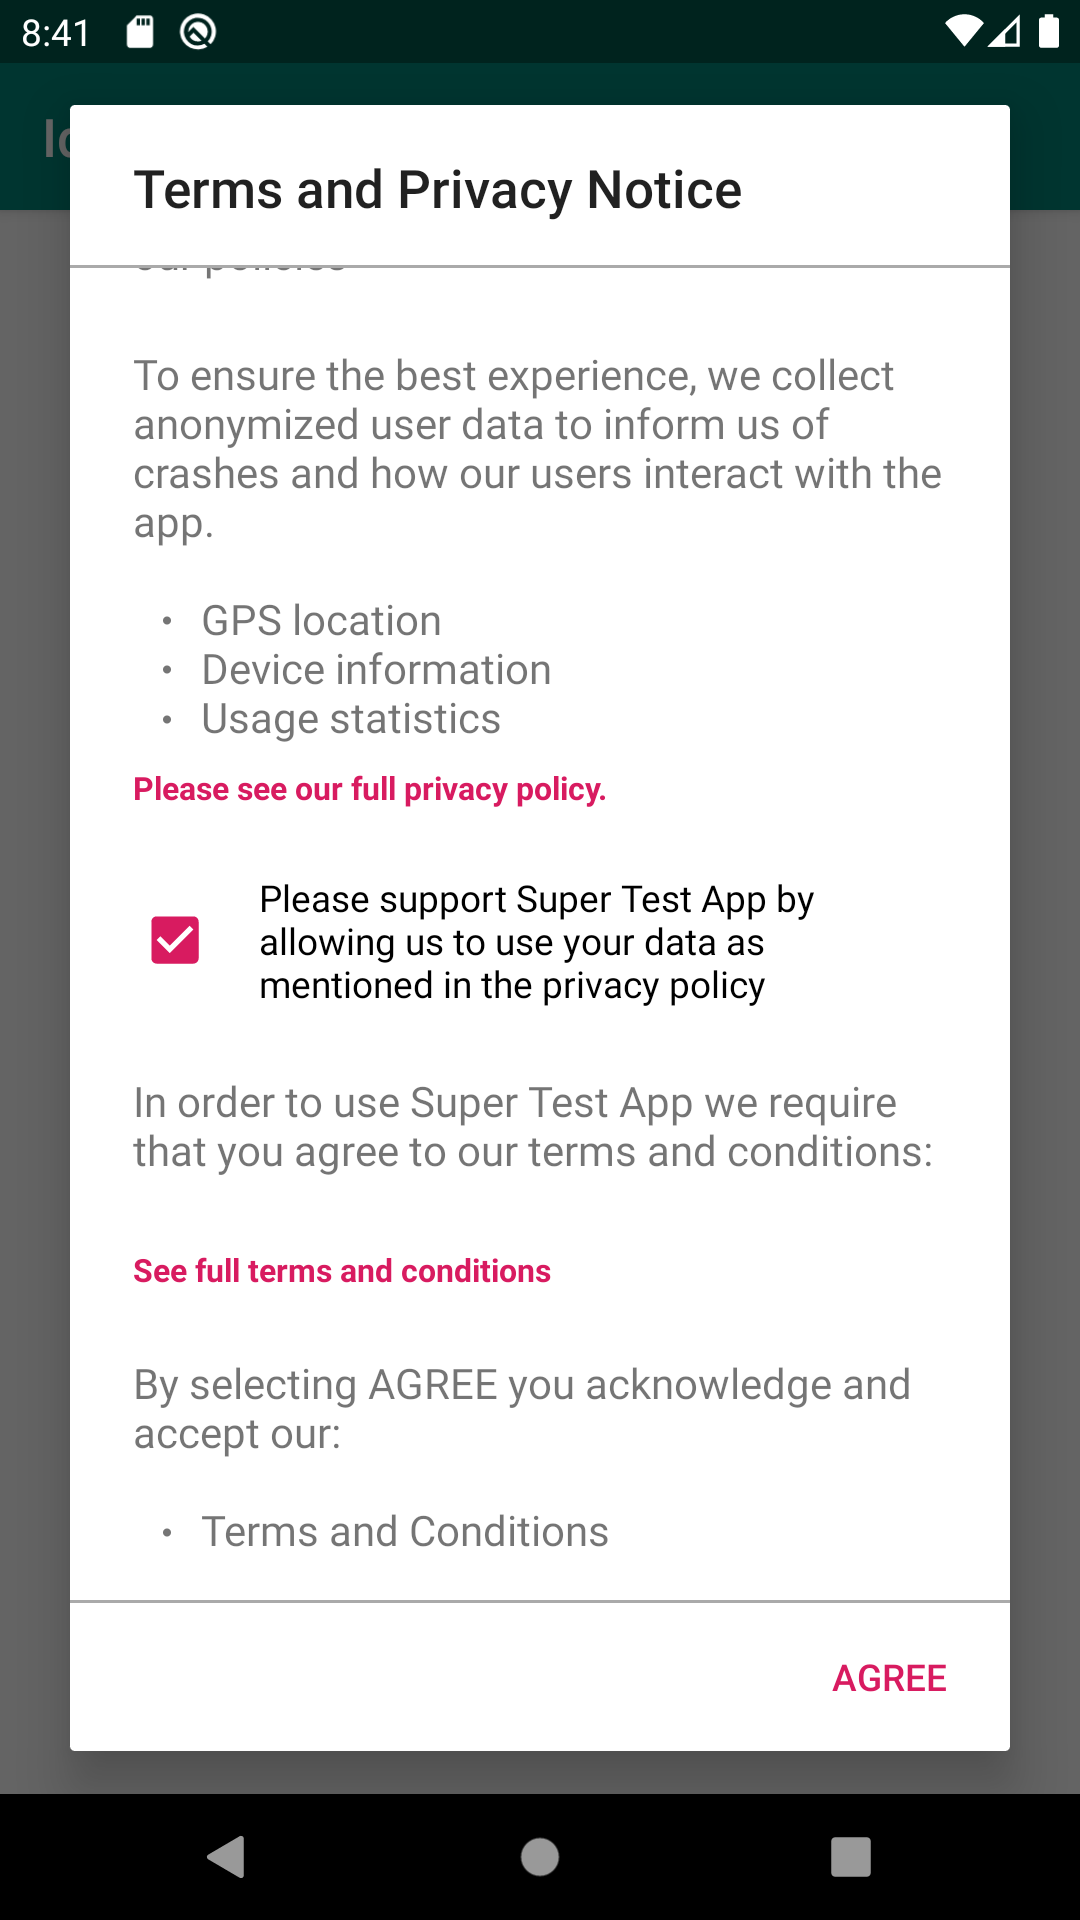 8:41
Terms and Privacy Notice
our policies
To ensure the best experience, we collect
anonymized user data to inform us of
crashes and how our users interact with the
app.
• GPS location
• Device information
• Usage statistics
Please see our full privacy policy.
Please support Super Test App by
allowing us to use your data as
mentioned in the privacy policy
In order to use Super Test App we require
that you agree to our terms and conditions:
See full terms and conditions
By selecting AGREE you acknowledge and
accept our:
• Terms and Conditions
AGREE